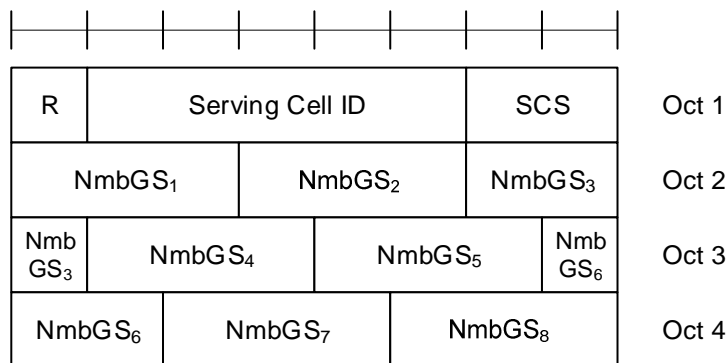 R Serving Cell ID SCS Oct 1
NmbGS₁ NmbGS₂ NmbGS₃ Oct 2
Nmb GS₃ NmbGS₄ NmbGS₅ Nmb GS₆ Oct 3
NmbGS₆ NmbGS₇ NmbGS₈ Oct 4